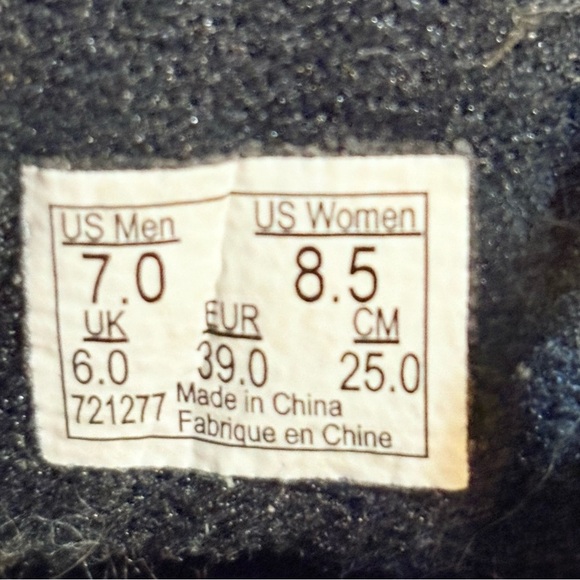 US Men US Women
7.0 8.5
UK EUR CM
6.0 39.0 25.0
721277 Made in China
Fabrique en Chine